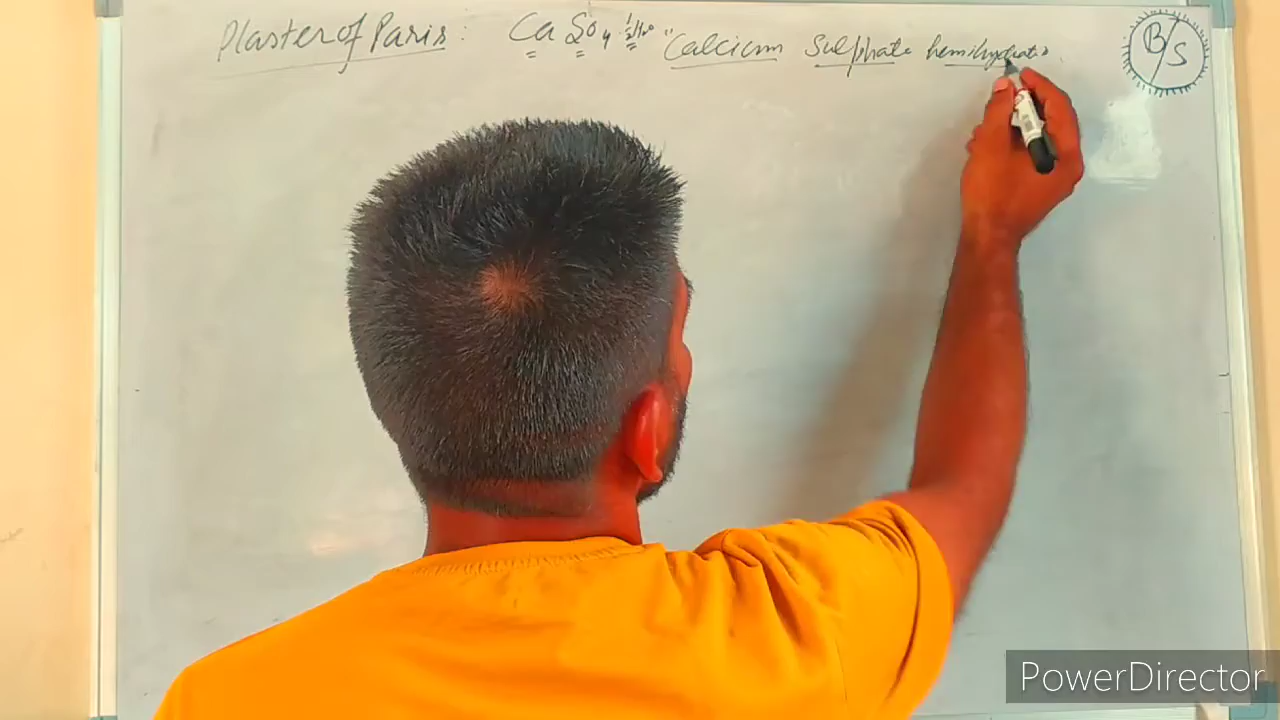 Plaster of Paris : CaSO4.1/2H2O "Calcium Sulphate hemihydrate
B/S
PowerDirector